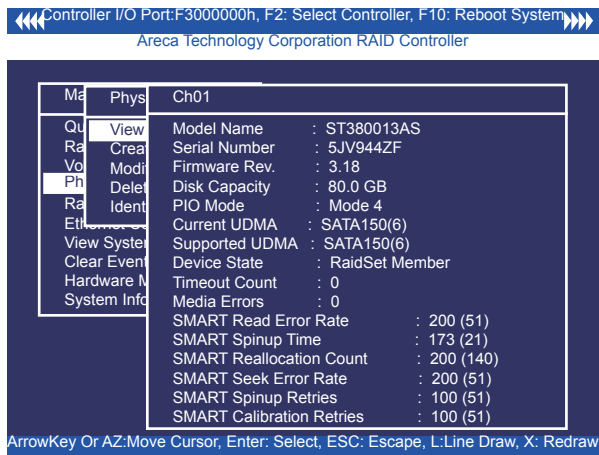 Controller I/O Port:F3000000h, F2: Select Controller, F10: Reboot System
Areca Technology Corporation RAID Controller
Ma
Phys
Ch01
Qu
Ra
Vo
Ph
Ra
Ethernet Co
View System
Clear Event
Hardware M
System Info
View
Crea
Modi
Delet
Ident
Model Name : ST380013AS
Serial Number : 5JV944ZF
Firmware Rev. : 3.18
Disk Capacity : 80.0 GB
PIO Mode : Mode 4
Current UDMA : SATA150(6)
Supported UDMA : SATA150(6)
Device State : RaidSet Member
Timeout Count : 0
Media Errors : 0
SMART Read Error Rate : 200 (51)
SMART Spinup Time : 173 (21)
SMART Reallocation Count : 200 (140)
SMART Seek Error Rate : 200 (51)
SMART Spinup Retries : 100 (51)
SMART Calibration Retries : 100 (51)
ArrowKey Or AZ:Move Cursor, Enter: Select, ESC: Escape, L:Line Draw, X: Redraw